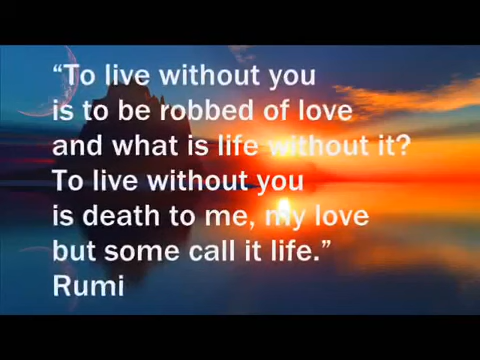 “To live without you
is to be robbed of love
and what is life without it?
To live without you
is death to me, my love
but some call it life.”
Rumi